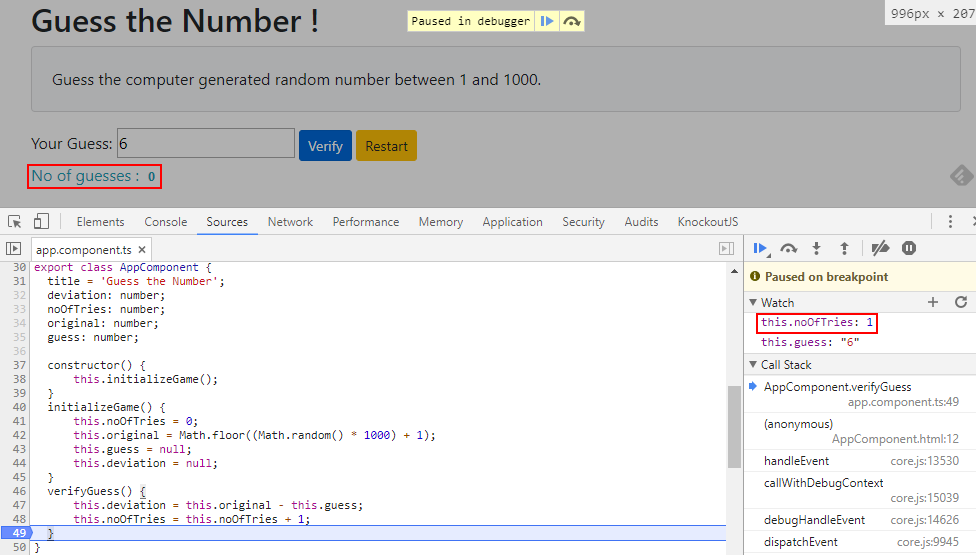 Guess the Number !
Paused in debugger
996px × 207
Guess the computer generated random number between 1 and 1000.
Your Guess: 6 Verify Restart
No of guesses : 0
Elements Console Sources Network Performance Memory Application Security Audits KnockoutJS
app.component.ts ×
30 export class AppComponent {
31 title = 'Guess the Number';
32 deviation: number;
33 noOfTries: number;
34 original: number;
35 guess: number;
36
37 constructor() {
38 this.initializeGame();
39 }
40 initializeGame() {
41 this.noOfTries = 0;
42 this.original = Math.floor((Math.random() * 1000) + 1);
43 this.guess = null;
44 this.deviation = null;
45 }
46 verifyGuess() {
47 this.deviation = this.original - this.guess;
48 this.noOfTries = this.noOfTries + 1;
49 }
50 }
Paused on breakpoint
Watch
this.noOfTries: 1
this.guess: "6"
Call Stack
AppComponent.verifyGuess
app.component.ts:49
(anonymous)
AppComponent.html:12
handleEvent core.js:13530
callWithDebugContext
core.js:15039
debugHandleEvent core.js:14626
dispatchEvent core.js:9945